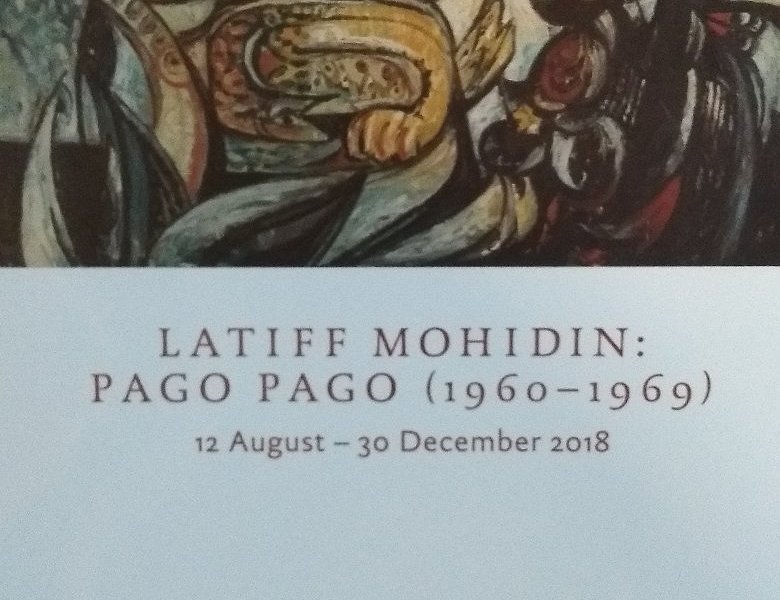 LATIFF MOHIDIN:
PAGO PAGO (1960–1969)
12 August – 30 December 2018